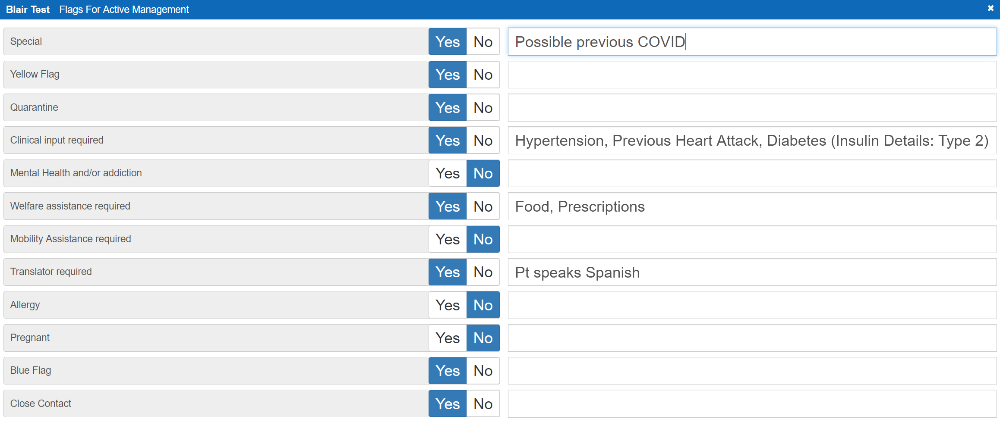 Blair Test Flags For Active Management ✖
Special Yes No Possible previous COVID
Yellow Flag Yes No
Quarantine Yes No
Clinical input required Yes No Hypertension, Previous Heart Attack, Diabetes (Insulin Details: Type 2),
Mental Health and/or addiction Yes No
Welfare assistance required Yes No Food, Prescriptions
Mobility Assistance required Yes No
Translator required Yes No Pt speaks Spanish
Allergy Yes No
Pregnant Yes No
Blue Flag Yes No
Close Contact Yes No